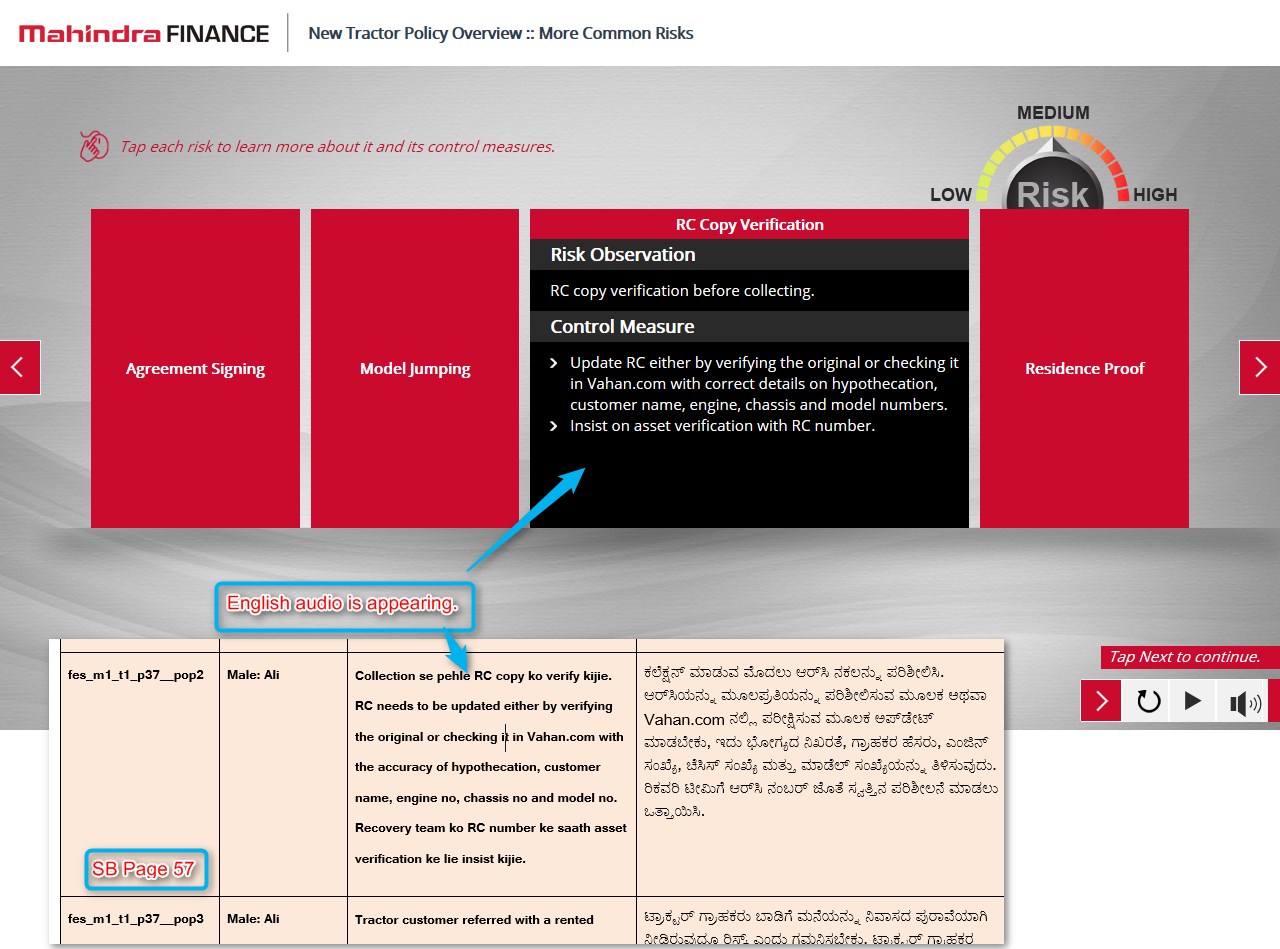 Mahindra FINANCE
New Tractor Policy Overview :: More Common Risks
Tap each risk to learn more about it and its control measures.
MEDIUM
LOW
HIGH
Risk
Agreement Signing
Model Jumping
RC Copy Verification
Risk Observation
RC copy verification before collecting.
Control Measure
Update RC either by verifying the original or checking it
in Vahan.com with correct details on hypothecation,
customer name, engine, chassis and model numbers.
Insist on asset verification with RC number.
Residence Proof
English audio is appearing.
Tap Next to continue.
fes_m1_t1_p37__pop2
Male: Ali
Collection se pehle RC copy ko verify kijie.
RC needs to be updated either by verifying
the original or checking it in Vahan.com with
the accuracy of hypothecation, customer
name, engine no, chassis no and model no.
Recovery team ko RC number ke saath asset
verification ke lie insist kijie.
ಕಲೆಕ್ಷನ್ ಮಾಡುವ ಮೊದಲು ಆರ್‌ಸಿ ನಕಲನ್ನು ಪರಿಶೀಲಿಸಿ.
ಆರ್‌ಸಿಯನ್ನು ಮೂಲಪ್ರತಿಯನ್ನು ಪರಿಶೀಲಿಸುವ ಮೂಲಕ ಅಥವಾ
Vahan.com ನಲ್ಲಿ ಪರೀಕ್ಷಿಸುವ ಮೂಲಕ ಅಪ್‌ಡೇಟ್
ಮಾಡಬೇಕು, ಇದು ಭೋಗ್ಯದ ನಿಖರತೆ, ಗ್ರಾಹಕರ ಹೆಸರು, ಎಂಜಿನ್
ಸಂಖ್ಯೆ, ಚೆಸಿಸ್ ಸಂಖ್ಯೆ ಮತ್ತು ಮಾಡೆಲ್ ಸಂಖ್ಯೆಯನ್ನು ತಿಳಿಸುವುದು.
ರಿಕವರಿ ಟೀಮಿಗೆ ಆರ್‌ಸಿ ನಂಬರ್ ಜೊತೆ ಸ್ವತ್ತಿನ ಪರಿಶೀಲನೆ ಮಾಡಲು
ಒತ್ತಾಯಿಸಿ.
SB Page 57
fes_m1_t1_p37__pop3
Male: Ali
Tractor customer referred with a rented
ಟ್ರಾಕ್ಟರ್ ಗ್ರಾಹಕರು ಬಾಡಿಗೆ ಮನೆಯನ್ನು ನಿವಾಸದ ಪುರಾವೆಯಾಗಿ
ನೀಡಿರುವುದೂ ರಿಸ್ಕ್ ಎಂದು ಗಮನಿಸಬೇಕು. ಟ್ರಾಕ್ಟರ್ ಗ್ರಾಹಕರ